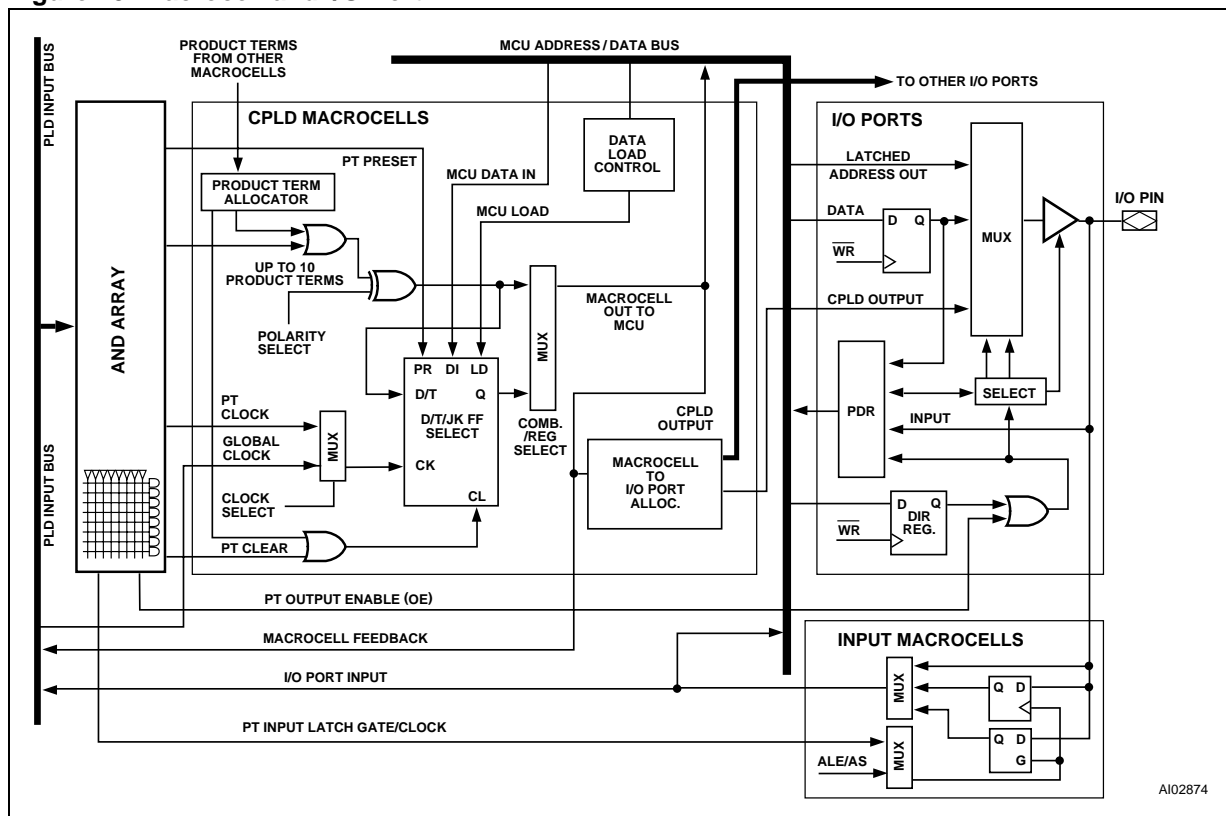 PLD INPUT BUS
PLD INPUT BUS
AND ARRAY
PRODUCT TERMS
FROM OTHER
MACROCELLS
MCU ADDRESS / DATA BUS
TO OTHER I/O PORTS
CPLD MACROCELLS
PT PRESET
PRODUCT TERM
ALLOCATOR
MCU DATA IN
MCU LOAD
DATA
LOAD
CONTROL
UP TO 10
PRODUCT TERMS
POLARITY
SELECT
MUX
MACROCELL
OUT TO
MCU
PR DI LD
D/T Q
D/T/JK FF
SELECT
CK
CL
COMB.
/REG
SELECT
PT
CLOCK
GLOBAL
CLOCK
MUX
CLOCK
SELECT
PT CLEAR
CPLD
OUTPUT
MACROCELL
TO
I/O PORT
ALLOC.
I/O PORTS
LATCHED
ADDRESS OUT
DATA
D Q
WR
MUX
I/O PIN
CPLD OUTPUT
PDR
SELECT
INPUT
D Q
DIR
REG.
WR
PT OUTPUT ENABLE (OE)
MACROCELL FEEDBACK
I/O PORT INPUT
PT INPUT LATCH GATE/CLOCK
INPUT MACROCELLS
MUX
Q D
Q D
G
MUX
ALE/AS
AI02874